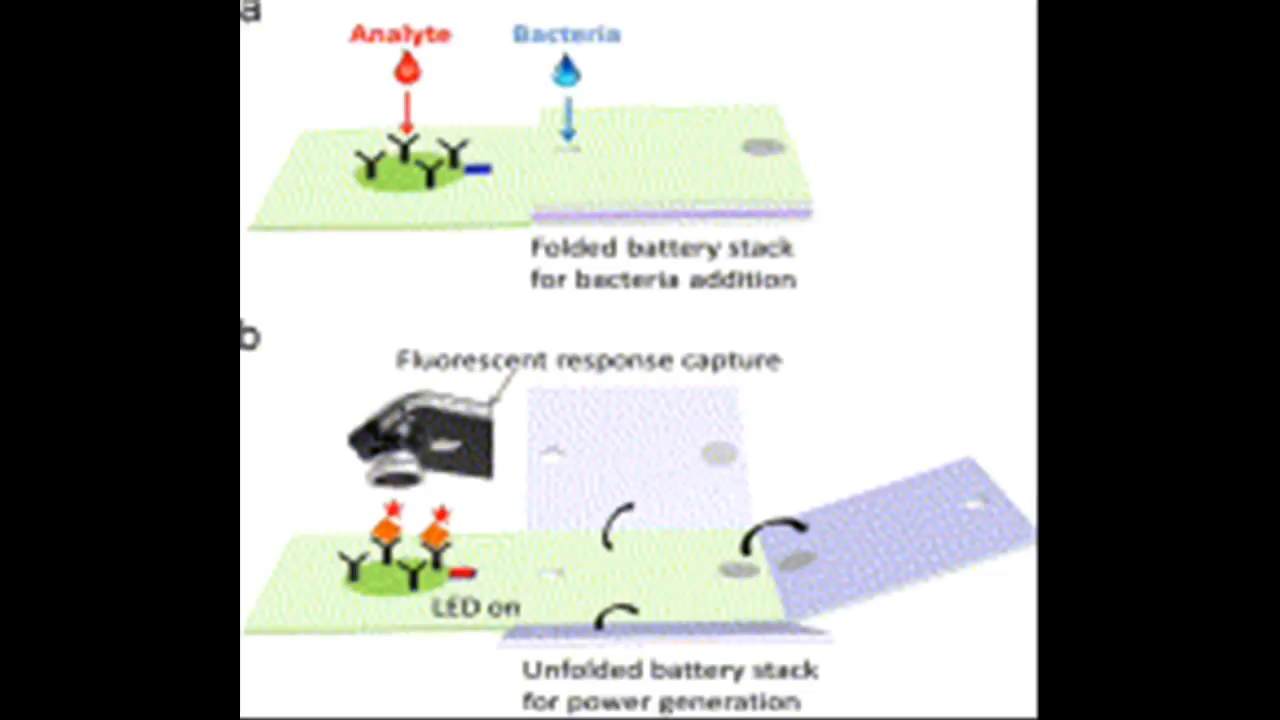 a
Analyte
Bacteria
Folded battery stack
for bacteria addition
b
Fluorescent response capture
LED on
Unfolded battery stack
for power generation